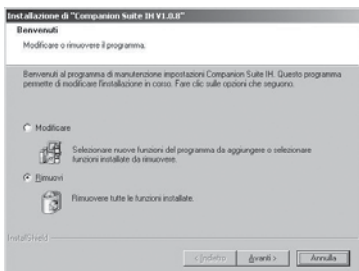 Installazione di "Companion Suite IH V1.0.8"
Benvenuti
Modificare o rimuovere il programma.
Benvenuti al programma di manutenzione impostazioni Companion Suite IH. Questo programma
permette di modificare l'installazione in corso. Fare clic sulle opzioni che seguono.
Modificare
Selezionare nuove funzioni del programma da aggiungere o selezionare
funzioni installate da rimuovere.
Rimuovi
Rimuovere tutte le funzioni installate.
InstallShield
< Indietro Avanti > Annulla